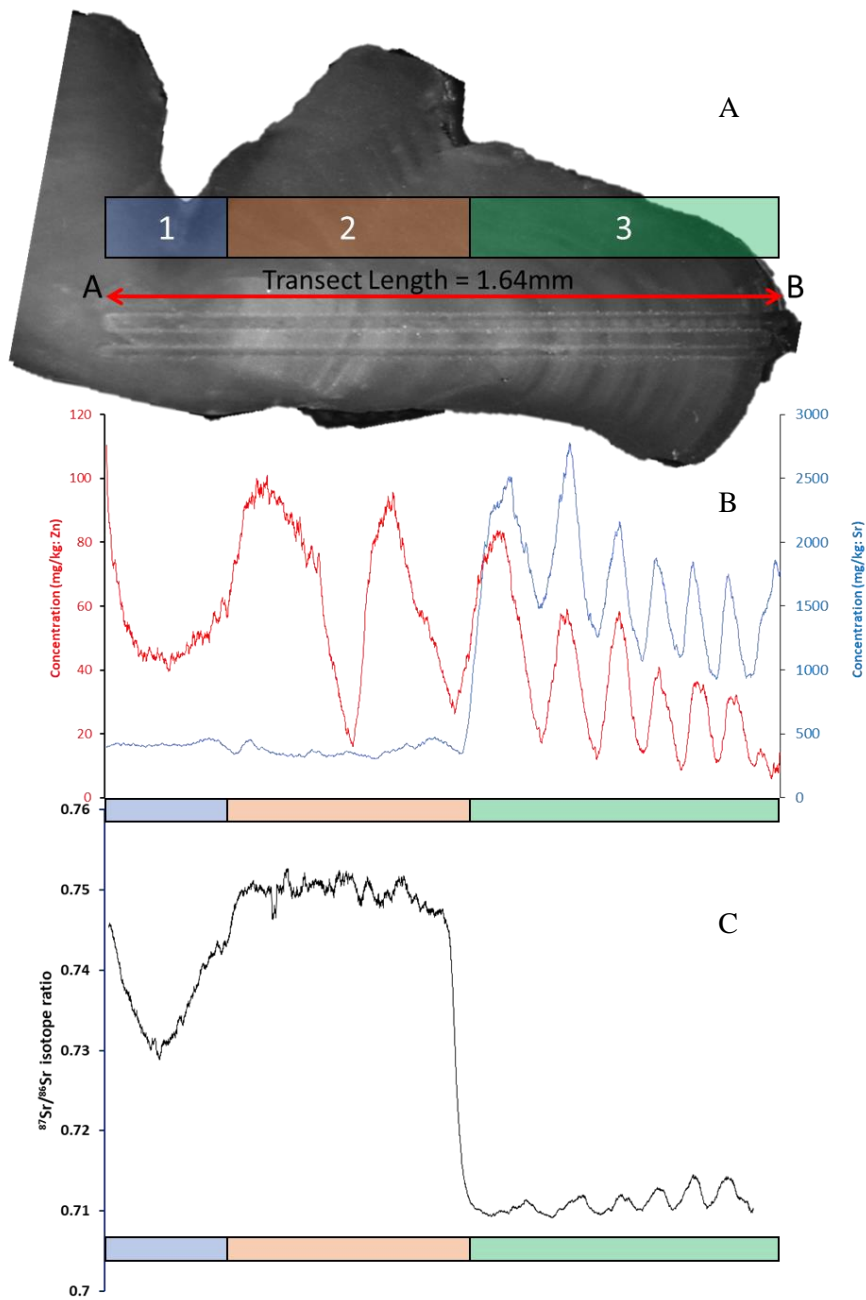 A
1 2 3
A Transect Length = 1.64mm B
B
Concentration (mg/kg: Zn)
120
100
80
60
40
20
0
Concentration (mg/kg: Sr)
3000
2500
2000
1500
1000
500
0
C
⁸⁷Sr/⁸⁶Sr isotope ratio
0.76
0.75
0.74
0.73
0.72
0.71
0.7